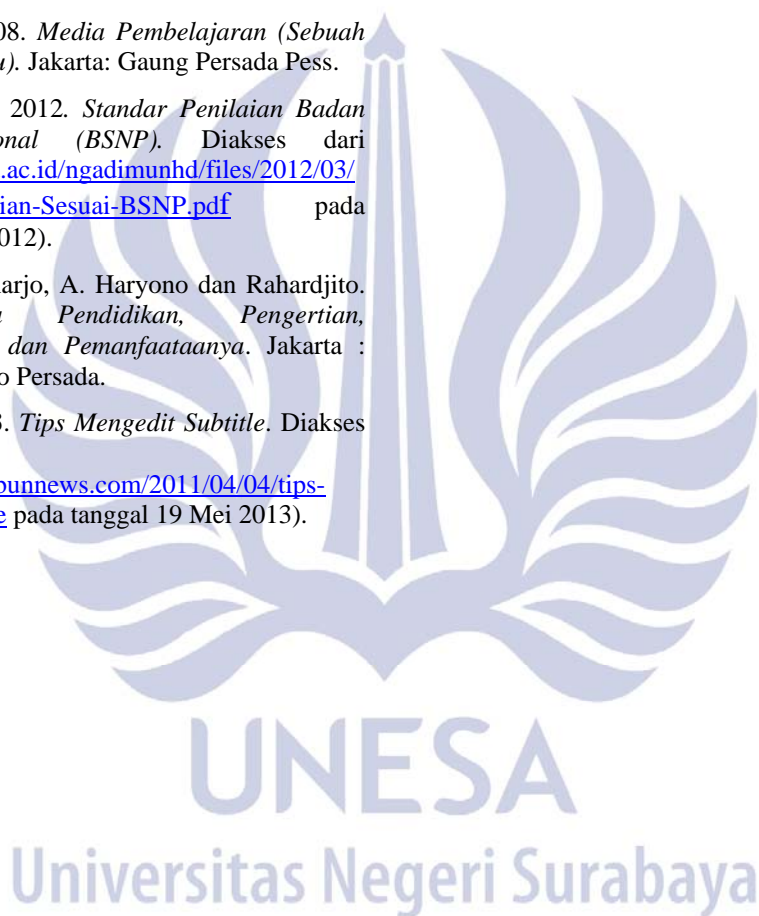 08. Media Pembelajaran (Sebuah
u). Jakarta: Gaung Persada Pess.
2012. Standar Penilaian Badan
onal (BSNP). Diakses dari
.ac.id/ngadimunhd/files/2012/03/
ian-Sesuai-BSNP.pdf pada
012).
arjo, A. Haryono dan Rahardjito.
Pendidikan, Pengertian,
dan Pemanfaataanya. Jakarta :
o Persada.
. Tips Mengedit Subtitle. Diakses
bunnews.com/2011/04/04/tips-
e pada tanggal 19 Mei 2013).
UNESA
Universitas Negeri Surabaya